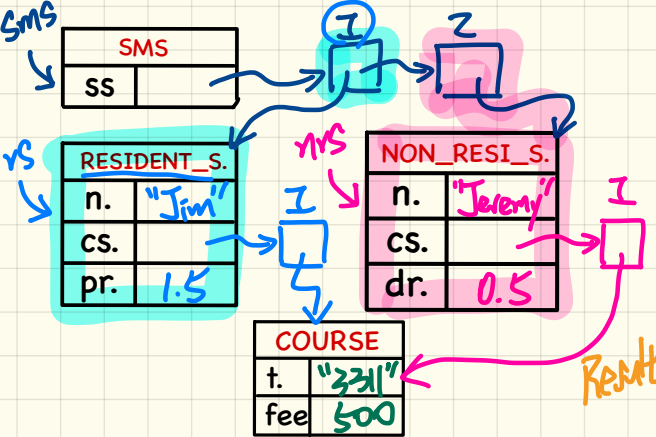 sms
SMS
ss
1
2
rs
RESIDENT_S.
n. "Jim"
cs.
pr. 1.5
1
nrs
NON_RESI_S.
n. "Jeremy"
cs.
dr. 0.5
1
COURSE
t. "3311"
fee 500